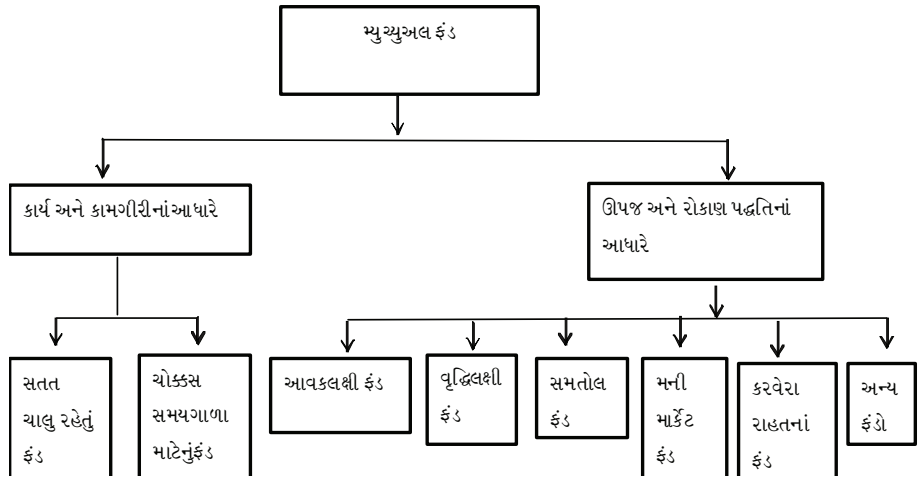 મ્યુચ્યુઅલ ફંડ
કાર્ય અને કામગીરીનાંઆધારે
ઊપજ અને રોકાણ પદ્ધતિનાં
આધારે
સતત
ચાલુ રહેતું
ફંડ
ચોક્કસ
સમયગાળા
માટેનુંફંડ
આવકલક્ષી ફંડ
વૃદ્ધિલક્ષી
ફંડ
સમતોલ
ફંડ
મની
માર્કેટ
ફંડ
કરવેરા
રાહતનાં
ફંડ
અન્ય
ફંડો